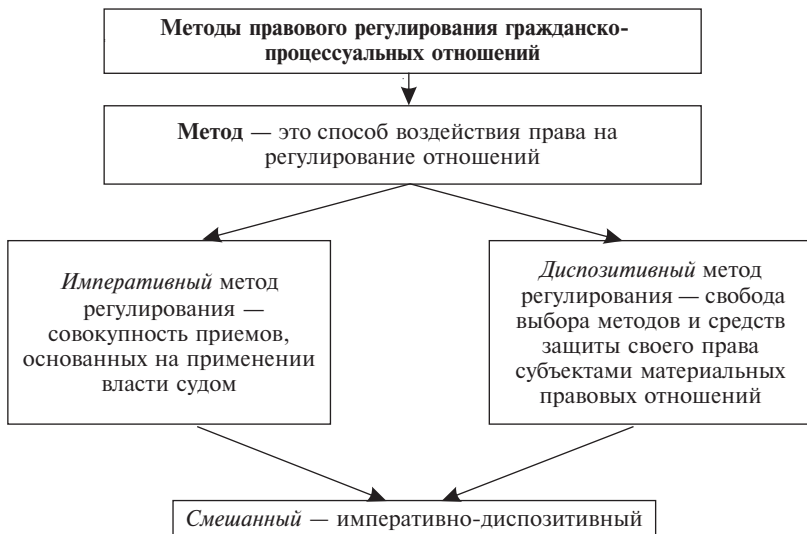 Методы правового регулирования гражданско-
процессуальных отношений
Метод — это способ воздействия права на
регулирование отношений
Императивный метод
регулирования —
совокупность приемов,
основанных на применении
власти судом
Диспозитивный метод
регулирования — свобода
выбора методов и средств
защиты своего права
субъектами материальных
правовых отношений
Смешанный — императивно-диспозитивный